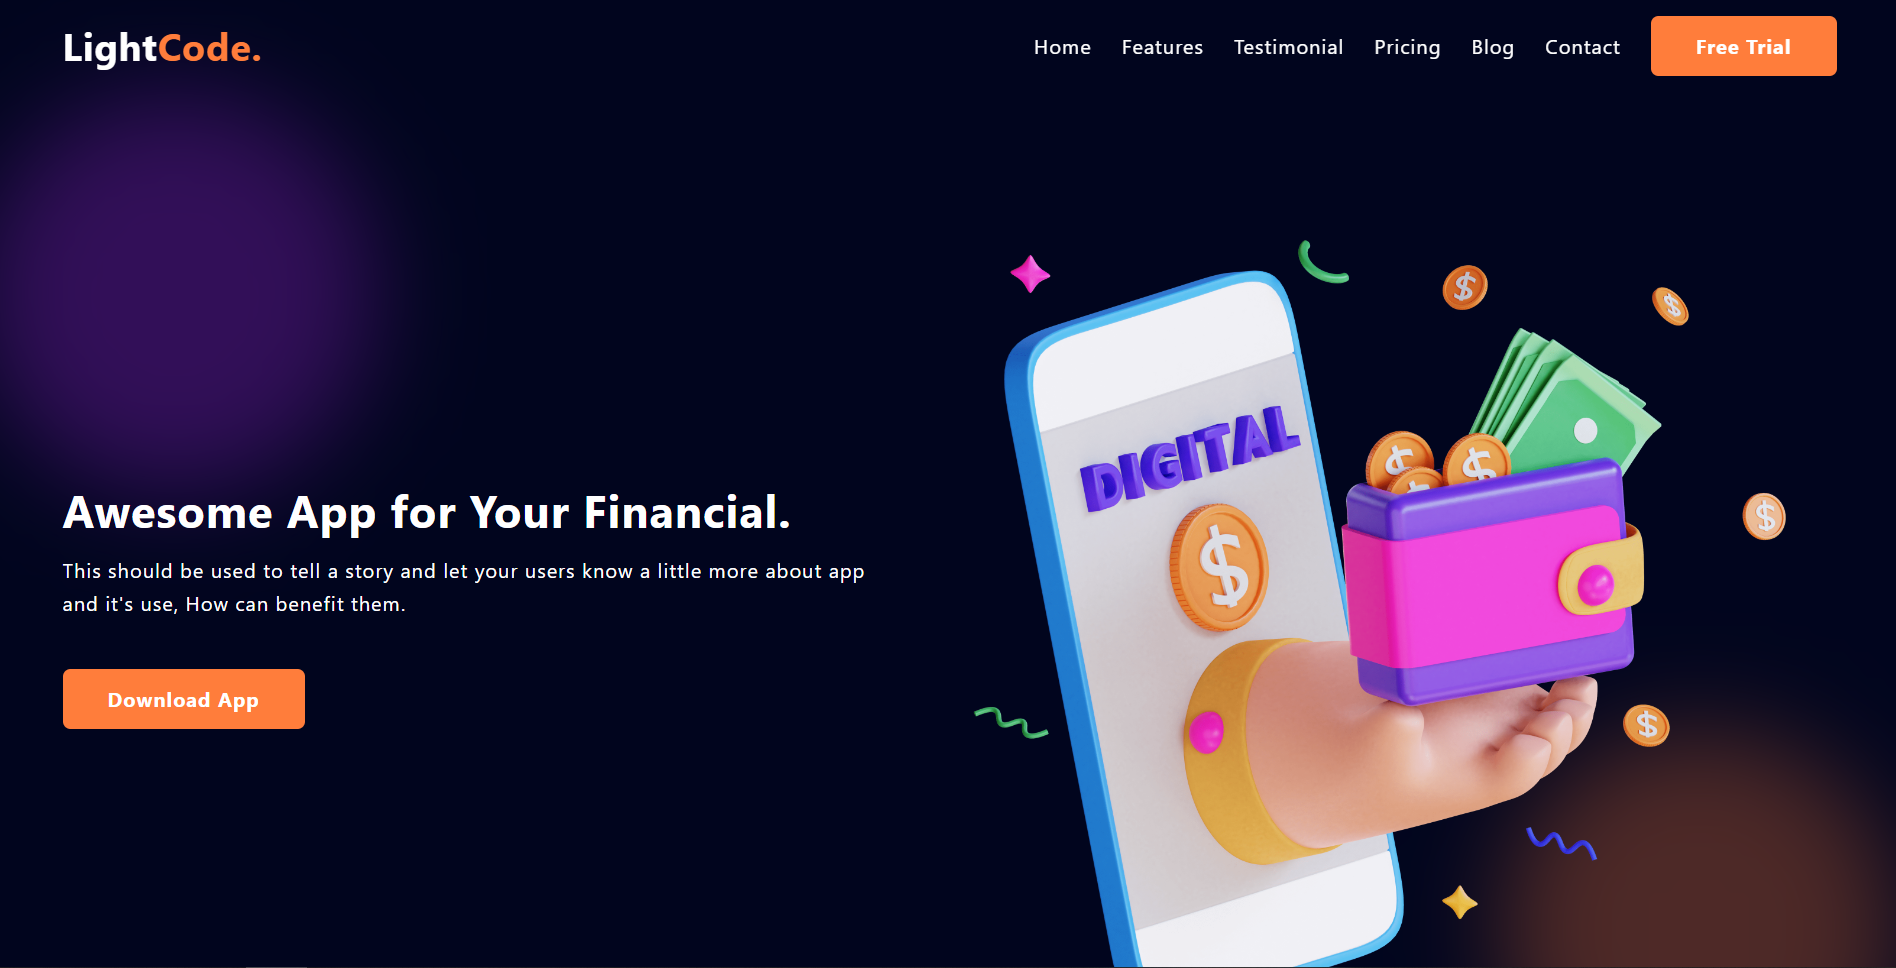 LightCode.
Home Features Testimonial Pricing Blog Contact Free Trial
DIGITAL
$
Awesome App for Your Financial.
This should be used to tell a story and let your users know a little more about app
and it's use, How can benefit them.
Download App